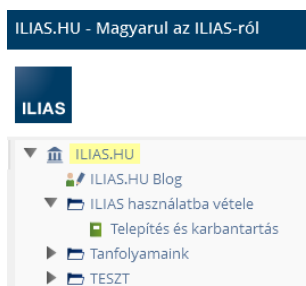 ILIAS.HU - Magyarul az ILIAS-ról
ILIAS
ILIAS.HU
ILIAS.HU Blog
ILIAS használatba vétele
Telepítés és karbantartás
Tanfolyamaink
TESZT